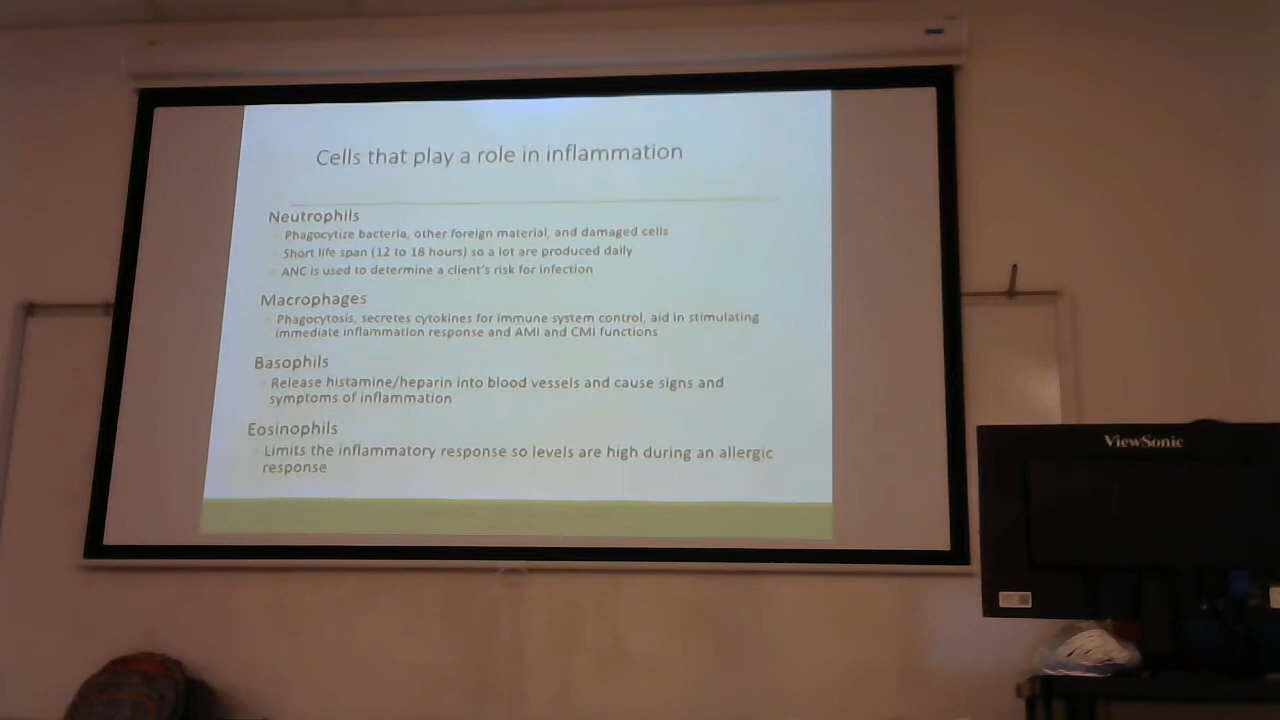 Cells that play a role in inflammation
Neutrophils
Phagocytize bacteria, other foreign material, and damaged cells
Short life span (12 to 18 hours) so a lot are produced daily
ANC is used to determine a client's risk for infection
Macrophages
Phagocytosis, secretes cytokines for immune system control, aid in stimulating
immediate inflammation response and AMI and CMI functions
Basophils
Release histamine/heparin into blood vessels and cause signs and
symptoms of inflammation
Eosinophils
Limits the inflammatory response so levels are high during an allergic
response
ViewSonic